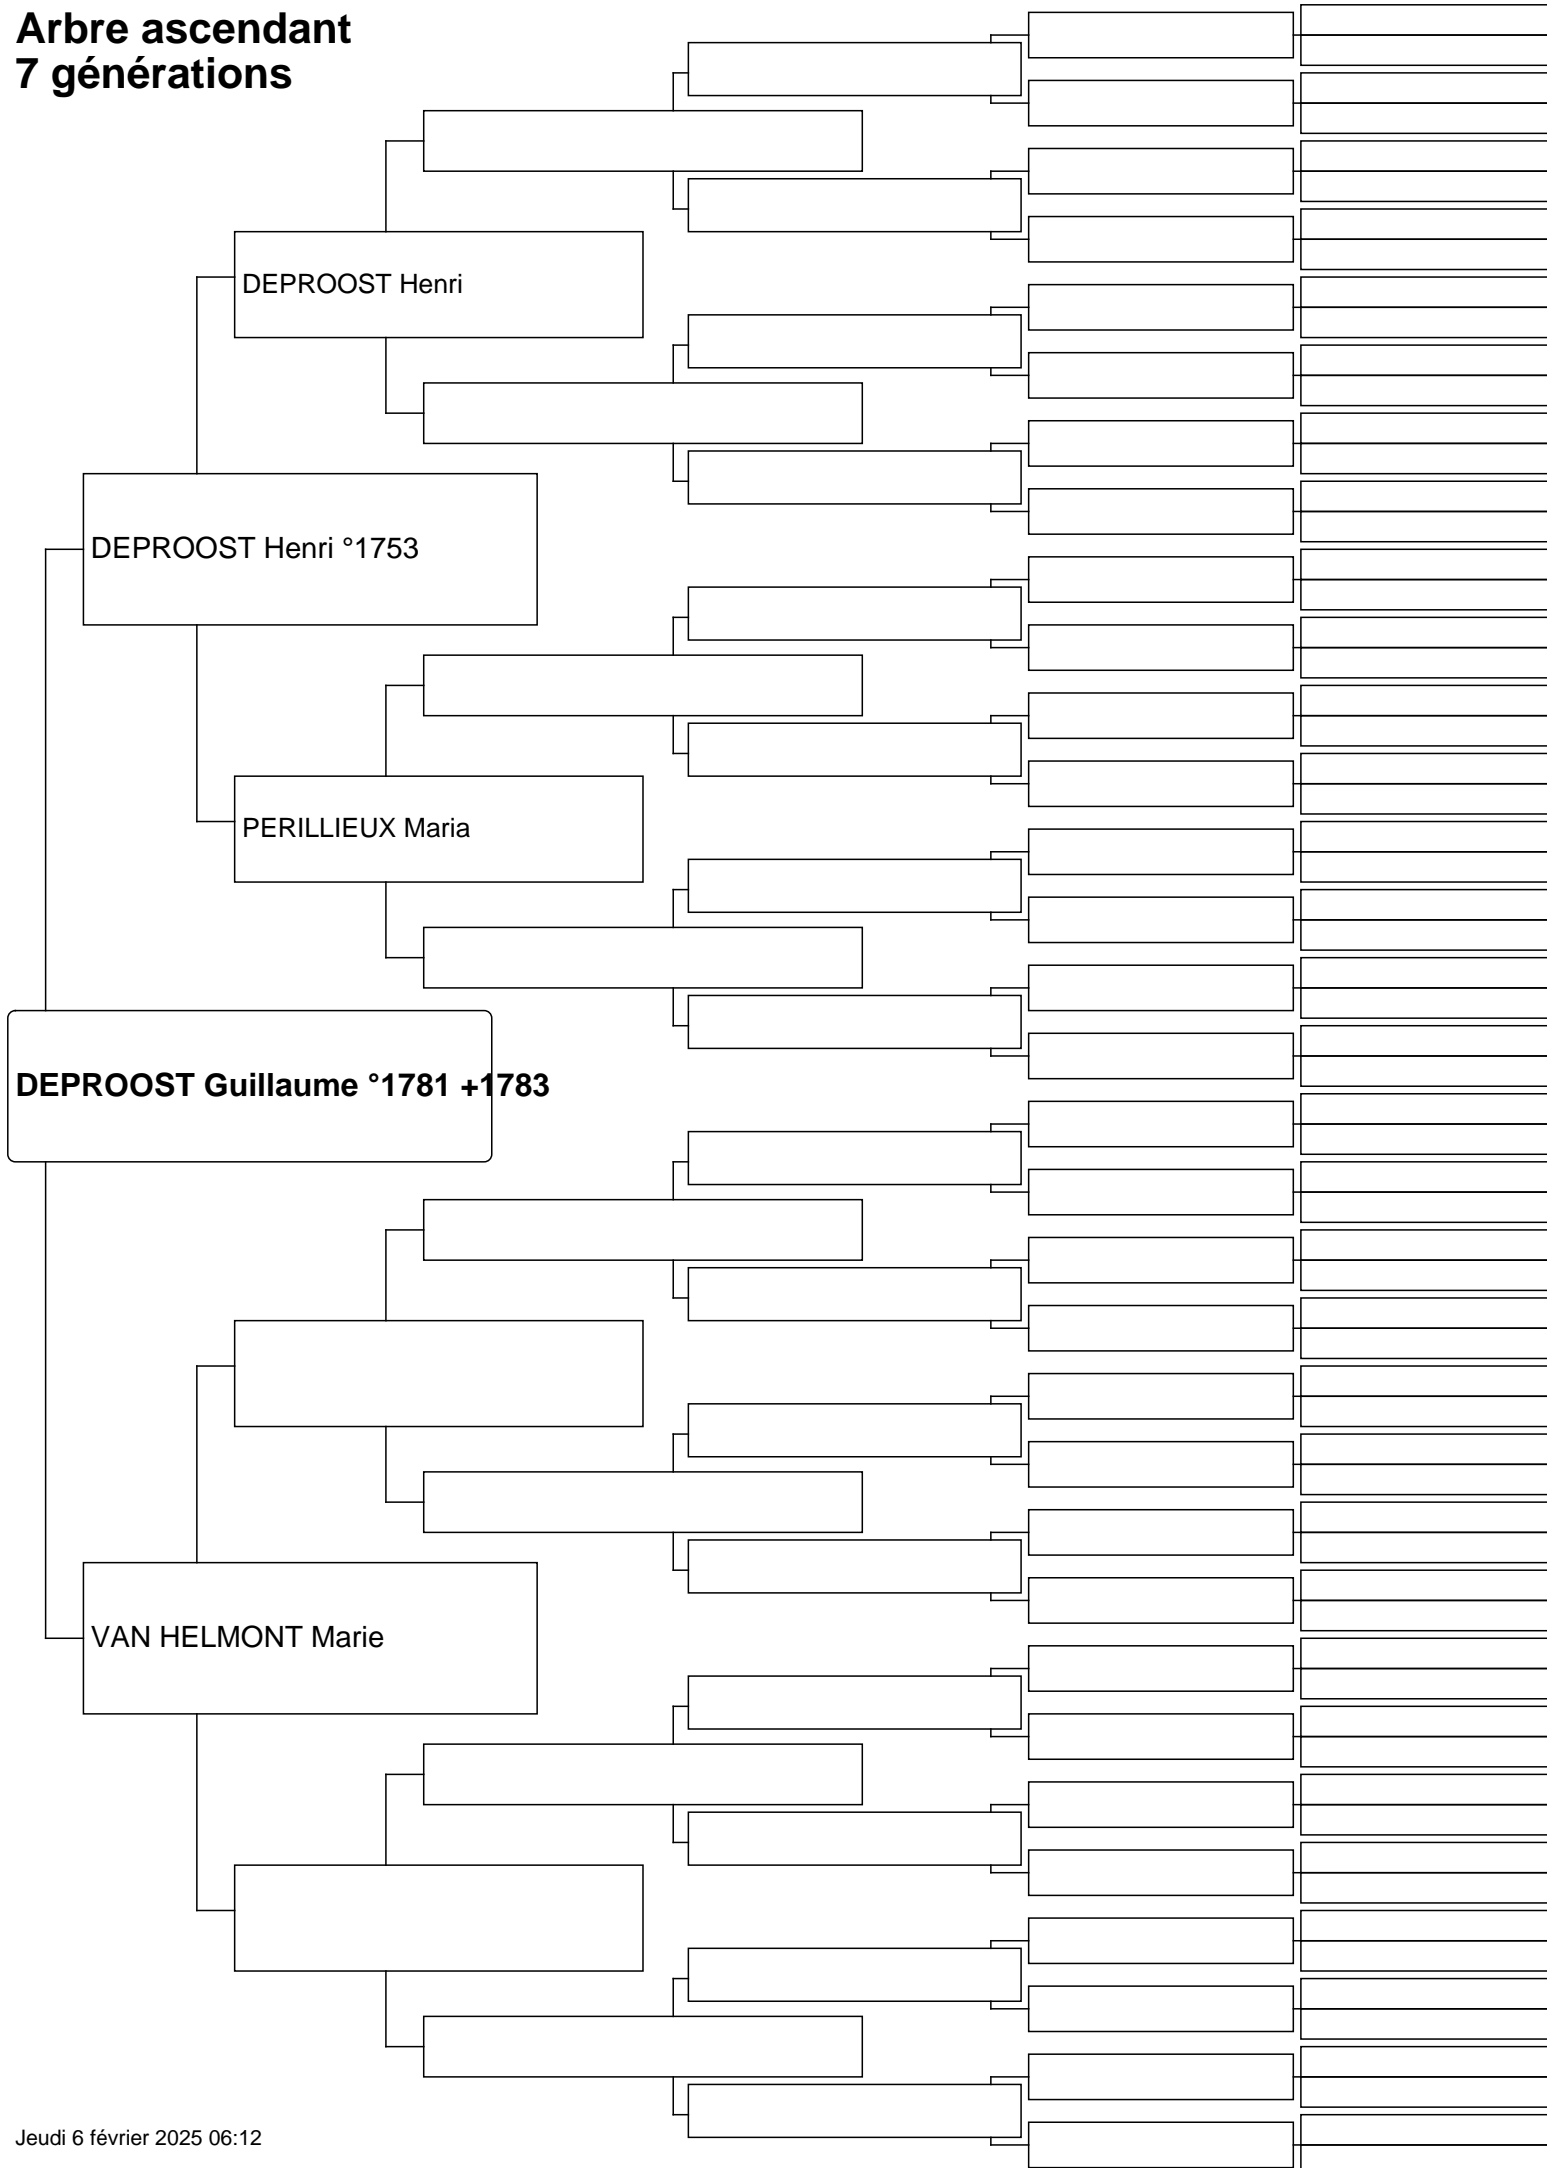 Arbre ascendant
7 générations
DEPROOST Henri
DEPROOST Henri °1753
PERILLIEUX Maria
DEPROOST Guillaume °1781 +1783
VAN HELMONT Marie
Jeudi 6 février 2025 06:12